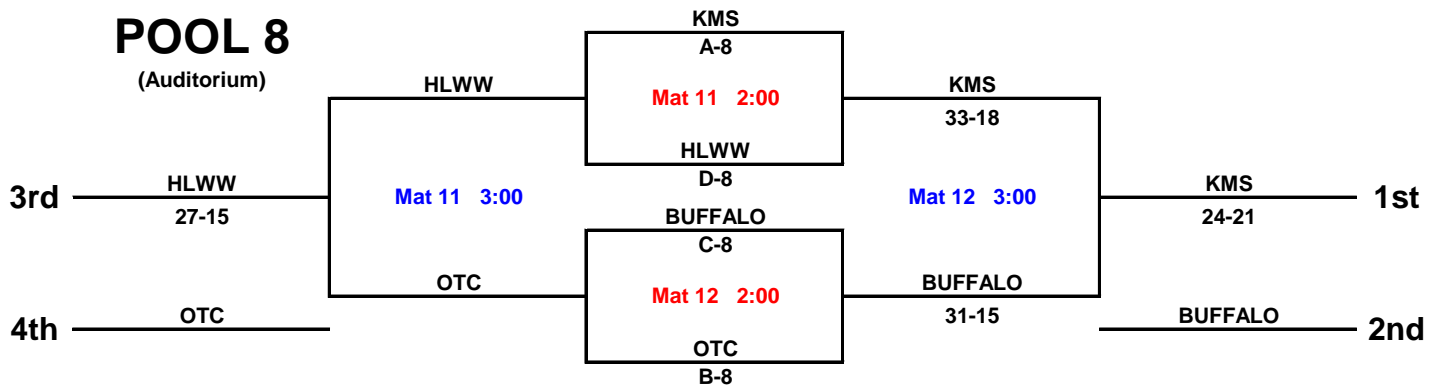 POOL 8
(Auditorium)
KMS
A-8
HLWW
Mat 11 2:00
KMS
33-18
HLWW
D-8
HLWW
27-15
3rd
Mat 11 3:00
Mat 12 3:00
KMS
24-21
1st
BUFFALO
C-8
OTC
Mat 12 2:00
BUFFALO
31-15
OTC
B-8
4th
OTC
BUFFALO
2nd